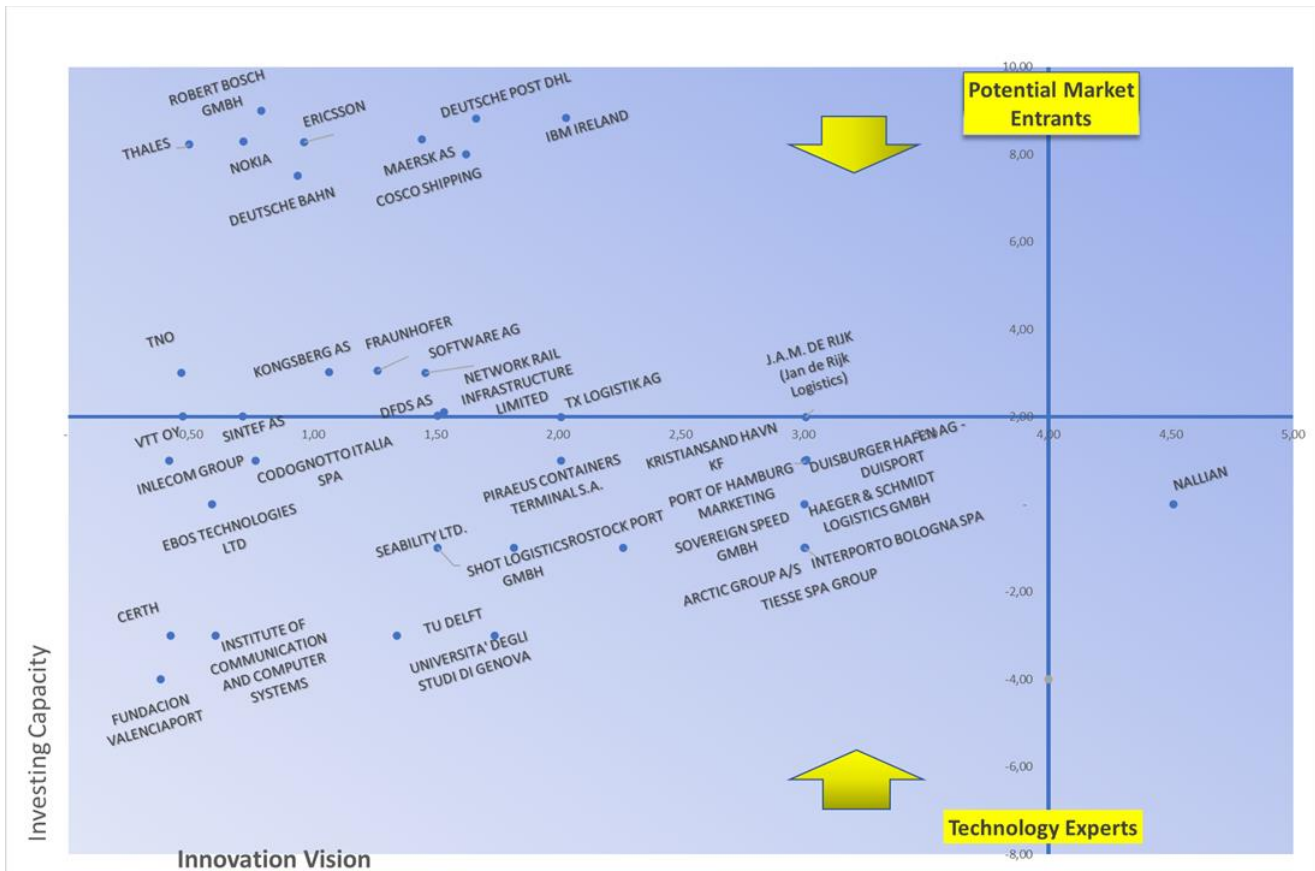 10,00
Potential Market
Entrants
ROBERT BOSCH
GMBH
ERICSSON
DEUTSCHE POST DHL
IBM IRELAND
THALES
NOKIA
MAERSK AS
8,00
COSCO SHIPPING
DEUTSCHE BAHN
6,00
4,00
TNO
KONGSBERG AS
FRAUNHOFER
SOFTWARE AG
NETWORK RAIL
INFRASTRUCTURE
LIMITED
J.A.M. DE RIJK
(Jan de Rijk
Logistics)
DFDS AS
TX LOGISTIK AG
2,00
-
0,50
1,00
1,50
2,00
2,50
3,00
4,00
4,50
5,00
VTT OY
SINTEF AS
INLECOM GROUP
CODOGNOTTO ITALIA
SPA
KRISTIANSAND HAVN
KF
PIRAEUS CONTAINERS
TERMINAL S.A.
PORT OF HAMBURG
MARKETING
DUISBURGER HAFEN AG -
DUISPORT
HAEGER & SCHMIDT
LOGISTICS GMBH
NALLIAN
-
EBOS TECHNOLOGIES
LTD
SEABILITY LTD.
SHOT LOGISTICS
GMBH
ROSTOCK PORT
SOVEREIGN SPEED
GMBH
INTERPORTO BOLOGNA SPA
ARCTIC GROUP A/S
TIESSE SPA GROUP
-2,00
CERTH
INSTITUTE OF
COMMUNICATION
AND COMPUTER
SYSTEMS
TU DELFT
UNIVERSITA' DEGLI
STUDI DI GENOVA
-4,00
FUNDACION
VALENCIAPORT
-6,00
Investing Capacity
Technology Experts
-8,00
Innovation Vision